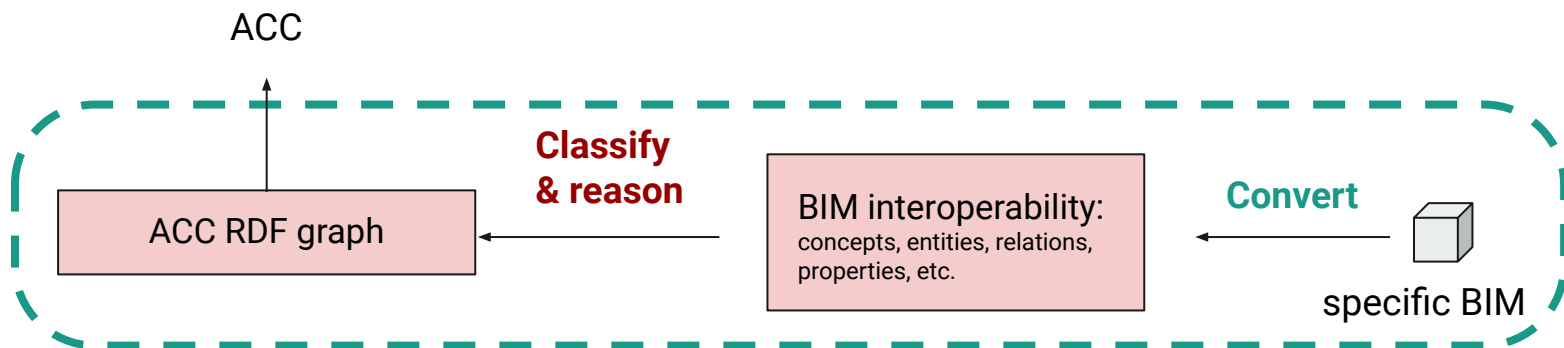 ACC
Classify
& reason
ACC RDF graph
BIM interoperability:
concepts, entities, relations,
properties, etc.
Convert
specific BIM